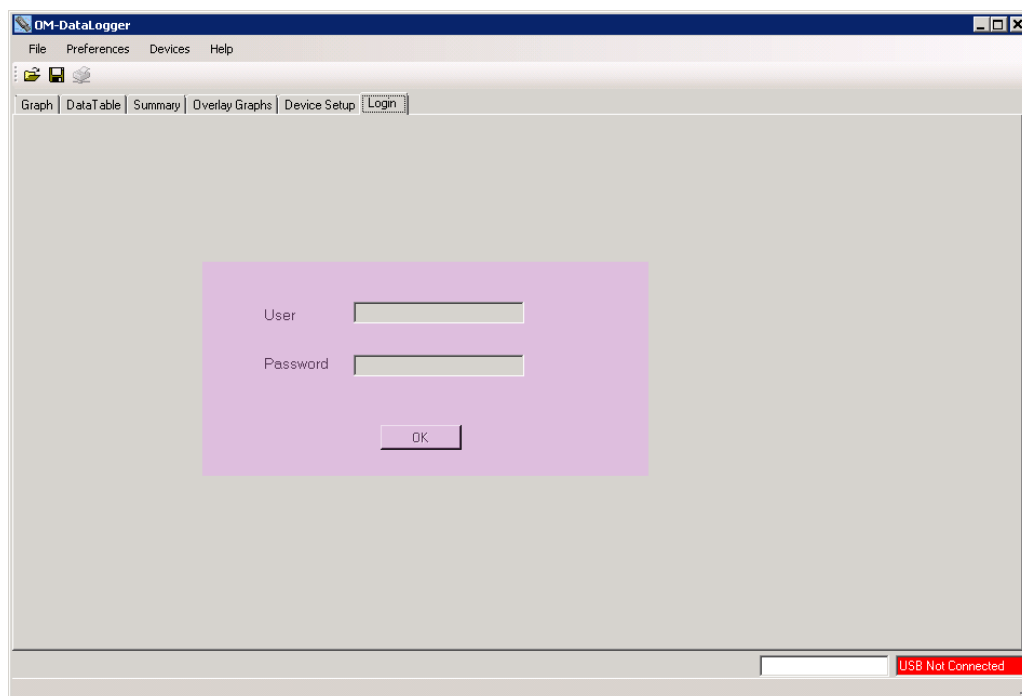 OM-DataLogger
File Preferences Devices Help
Graph DataTable Summary Overlay Graphs Device Setup Login
User
Password
OK
USB Not Connected